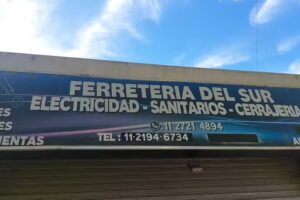 FERRETERIA DEL SUR
ELECTRICIDAD - SANITARIOS - CERRAJERIA
11-2721 4894
TEL : 11-2194-6734